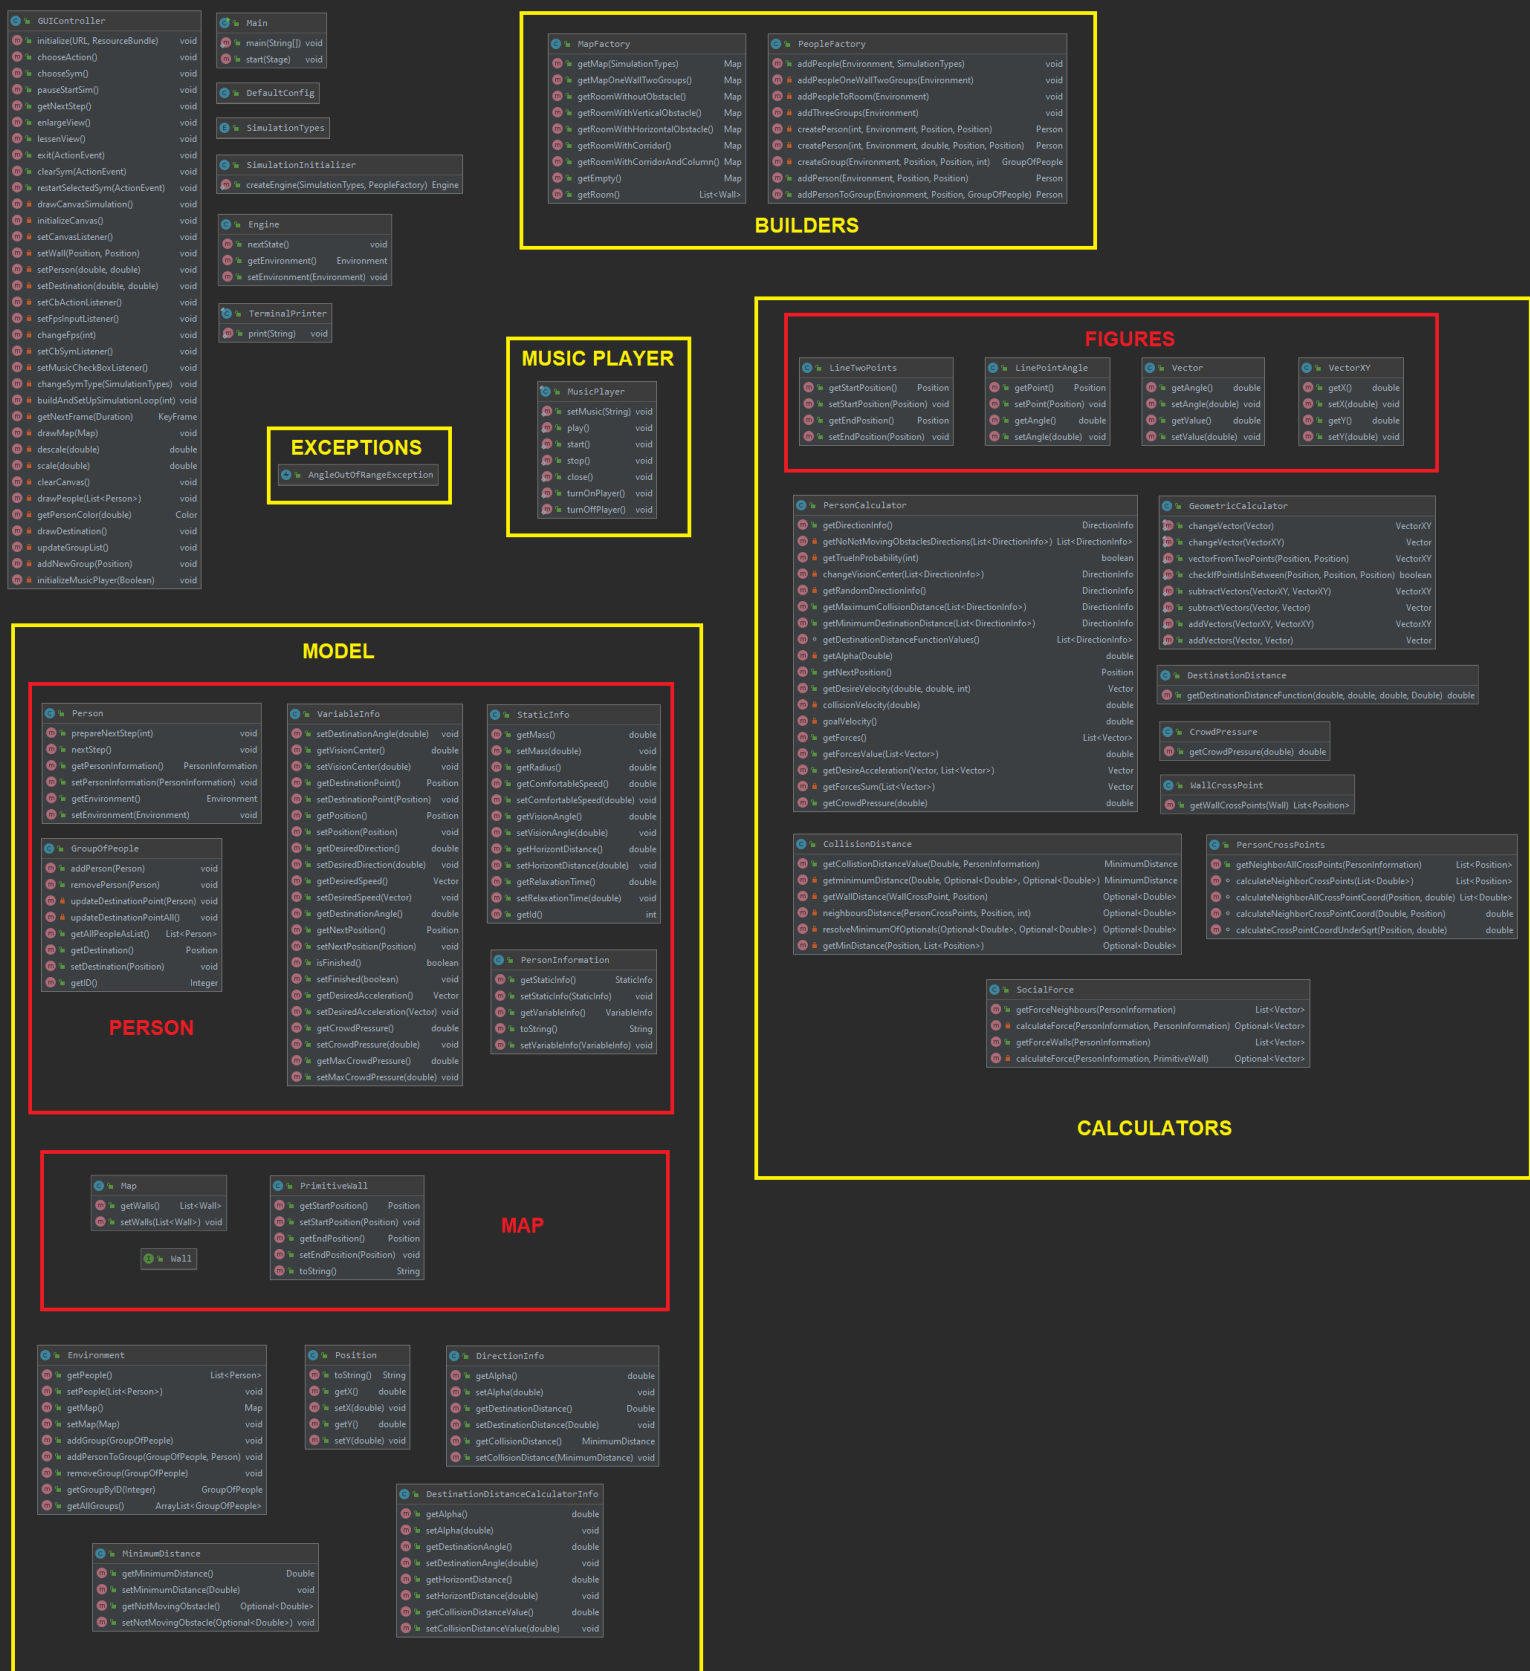 GUIController
initialize(URL, ResourceBundle) void
chooseAction() void
chooseSym() void
pauseStartSim() void
getNextStep() void
enlargeView() void
lessenView() void
exit(ActionEvent) void
clearSym(ActionEvent) void
restartSelectedSym(ActionEvent) void
drawCanvasSimulation() void
initializeCanvas() void
setCanvasListener() void
setWall(Position, Position) void
setPerson(double, double) void
setDestination(double, double) void
setCbActionListener() void
setFpsInputListener() void
changeFps(int) void
setCbSymListener() void
setMusicCheckBoxListener() void
changeSymType(SimulationTypes) void
buildAndSetUpSimulationLoop(int) void
getNextFrame(Duration) KeyFrame
drawMap(Map) void
descale(double) double
scale(double) double
clearCanvas() void
drawPeople(List<Person>) void
getPersonColor(double) Color
drawDestination() void
updateGroupList() void
addNewGroup(Position) void
initializeMusicPlayer(Boolean) void
Main
main(String[]) void
start(Stage) void
DefaultConfig
SimulationTypes
SimulationInitializer
createEngine(SimulationTypes, PeopleFactory) Engine
Engine
nextState() void
getEnvironment() Environment
setEnvironment(Environment) void
TerminalPrinter
print(String) void
EXCEPTIONS
AngleOutOfRangeException
MUSIC PLAYER
MusicPlayer
setMusic(String) void
play() void
start() void
stop() void
close() void
turnOnPlayer() void
turnOffPlayer() void
MapFactory
getMap(SimulationTypes) Map
getMapOneWallTwoGroups() Map
getRoomWithoutObstacle() Map
getRoomWithVerticalObstacle() Map
getRoomWithHorizontalObstacle() Map
getRoomWithCorridor() Map
getRoomWithCorridorAndColumn() Map
getEmpty() Map
getRoom() List<Wall>
PeopleFactory
addPeople(Environment, SimulationTypes) void
addPeopleOneWallTwoGroups(Environment) void
addPeopleToRoom(Environment) void
addThreeGroups(Environment) void
createPerson(int, Environment, Position, Position) Person
createPerson(int, Environment, double, Position, Position) Person
createGroup(Environment, Position, Position, int) GroupOfPeople
addPerson(Environment, Position, Position) Person
addPersonToGroup(Environment, Position, GroupOfPeople) Person
BUILDERS
FIGURES
LineTwoPoints
getStartPosition() Position
setStartPosition(Position) void
getEndPosition() Position
setEndPosition(Position) void
LinePointAngle
getPoint() Position
setPoint(Position) void
getAngle() double
setAngle(double) void
Vector
getAngle() double
setAngle(double) void
getValue() double
setValue(double) void
VectorXY
getX() double
setX(double) void
getY() double
setY(double) void
PersonCalculator
getDirectionInfo() DirectionInfo
getNoNotMovingObstaclesDirections(List<DirectionInfo>) List<DirectionInfo>
getTrueInProbability(int) boolean
changeVisionCenter(List<DirectionInfo>) DirectionInfo
getRandomDirectionInfo() DirectionInfo
getMaximumCollisionDistance(List<DirectionInfo>) DirectionInfo
getMinimumDestinationDistance(List<DirectionInfo>) DirectionInfo
getDestinationDistanceFunctionValues() List<DirectionInfo>
getAlpha(Double) double
getNextPosition() Position
getDesireVelocity(double, double, int) Vector
collisionVelocity(double) double
goalVelocity() double
getForces() List<Vector>
getForcesValue(List<Vector>) double
getDesireAcceleration(Vector, List<Vector>) Vector
getForcesSum(List<Vector>) Vector
getCrowdPressure(double) double
GeometricCalculator
changeVector(Vector) VectorXY
changeVector(VectorXY) Vector
vectorFromTwoPoints(Position, Position) VectorXY
checkIfPointIsInBetween(Position, Position, Position) boolean
subtractVectors(VectorXY, VectorXY) VectorXY
subtractVectors(Vector, Vector) Vector
addVectors(VectorXY, VectorXY) VectorXY
addVectors(Vector, Vector) Vector
DestinationDistance
getDestinationDistanceFunction(double, double, double, Double) double
CrowdPressure
getCrowdPressure(double) double
WallCrossPoint
getWallCrossPoints(Wall) List<Position>
CollisionDistance
getCollistionDistanceValue(Double, PersonInformation) MinimumDistance
getminimumDistance(Double, Optional<Double>, Optional<Double>) MinimumDistance
getWallDistance(WallCrossPoint, Position) Optional<Double>
neighboursDistance(PersonCrossPoints, Position, int) Optional<Double>
resolveMinimumOfOptionals(Optional<Double>, Optional<Double>) Optional<Double>
getMinDistance(Position, List<Position>) Optional<Double>
PersonCrossPoints
getNeighborAllCrossPoints(PersonInformation) List<Position>
calculateNeighborCrossPoints(List<Double>) List<Position>
calculateNeighborAllCrossPointCoord(Position, double) List<Double>
calculateNeighborCrossPointCoord(Double, Position) double
calculateCrossPointCoordUnderSqrt(Position, double) double
SocialForce
getForceNeighbours(PersonInformation) List<Vector>
calculateForce(PersonInformation, PersonInformation) Optional<Vector>
getForceWalls(PersonInformation) List<Vector>
calculateForce(PersonInformation, PrimitiveWall) Optional<Vector>
CALCULATORS
MODEL
Person
prepareNextStep(int) void
nextStep() void
getPersonInformation() PersonInformation
setPersonInformation(PersonInformation) void
getEnvironment() Environment
setEnvironment(Environment) void
GroupOfPeople
addPerson(Person) void
removePerson(Person) void
updateDestinationPoint(Person) void
updateDestinationPointAll() void
getAllPeopleAsList() List<Person>
getDestination() Position
setDestination(Position) void
getID() Integer
PERSON
VariableInfo
setDestinationAngle(double) void
getVisionCenter() double
setVisionCenter(double) void
getDestinationPoint() Position
setDestinationPoint(Position) void
getPosition() Position
setPosition(Position) void
getDesiredDirection() double
setDesiredDirection(double) void
getDesiredSpeed() Vector
setDesiredSpeed(Vector) void
getDestinationAngle() double
getNextPosition() Position
setNextPosition(Position) void
isFinished() boolean
setFinished(boolean) void
getDesiredAcceleration() Vector
setDesiredAcceleration(Vector) void
getCrowdPressure() double
setCrowdPressure(double) void
getMaxCrowdPressure() double
setMaxCrowdPressure(double) void
StaticInfo
getMass() double
setMass(double) void
getRadius() double
getComfortableSpeed() double
setComfortableSpeed(double) void
getVisionAngle() double
setVisionAngle(double) void
getHorizontDistance() double
setHorizontDistance(double) void
getRelaxationTime() double
setRelaxationTime(double) void
getId() int
PersonInformation
getStaticInfo() StaticInfo
setStaticInfo(StaticInfo) void
getVariableInfo() VariableInfo
toString() String
setVariableInfo(VariableInfo) void
Map
getWalls() List<Wall>
setWalls(List<Wall>) void
Wall
PrimitiveWall
getStartPosition() Position
setStartPosition(Position) void
getEndPosition() Position
setEndPosition(Position) void
toString() String
MAP
Environment
getPeople() List<Person>
setPeople(List<Person>) void
getMap() Map
setMap(Map) void
addGroup(GroupOfPeople) void
addPersonToGroup(GroupOfPeople, Person) void
removeGroup(GroupOfPeople) void
getGroupByID(Integer) GroupOfPeople
getAllGroups() ArrayList<GroupOfPeople>
Position
toString() String
getX() double
setX(double) void
getY() double
setY(double) void
DirectionInfo
getAlpha() double
setAlpha(double) void
getDestinationDistance() Double
setDestinationDistance(Double) void
getCollisionDistance() MinimumDistance
setCollisionDistance(MinimumDistance) void
DestinationDistanceCalculatorInfo
getAlpha() double
setAlpha(double) void
getDestinationAngle() double
setDestinationAngle(double) void
getHorizontDistance() double
setHorizontDistance(double) void
getCollisionDistanceValue() double
setCollisionDistanceValue(double) void
MinimumDistance
getMinimumDistance() Double
setMinimumDistance(Double) void
getNotMovingObstacle() Optional<Double>
setNotMovingObstacle(Optional<Double>) void